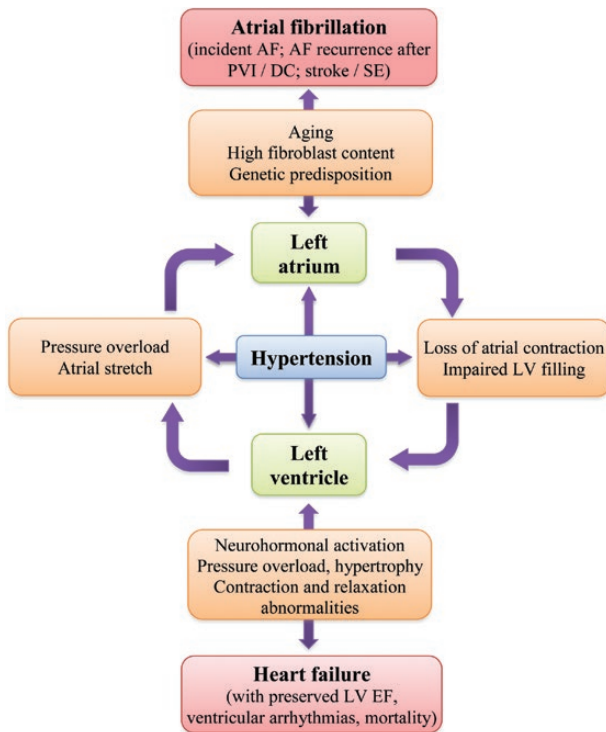 Atrial fibrillation
(incident AF; AF recurrence after
PVI / DC; stroke / SE)
Aging
High fibroblast content
Genetic predisposition
Left
atrium
Pressure overload
Atrial stretch
Hypertension
Loss of atrial contraction
Impaired LV filling
Left
ventricle
Neurohormonal activation
Pressure overload, hypertrophy
Contraction and relaxation
abnormalities
Heart failure
(with preserved LV EF,
ventricular arrhythmias, mortality)